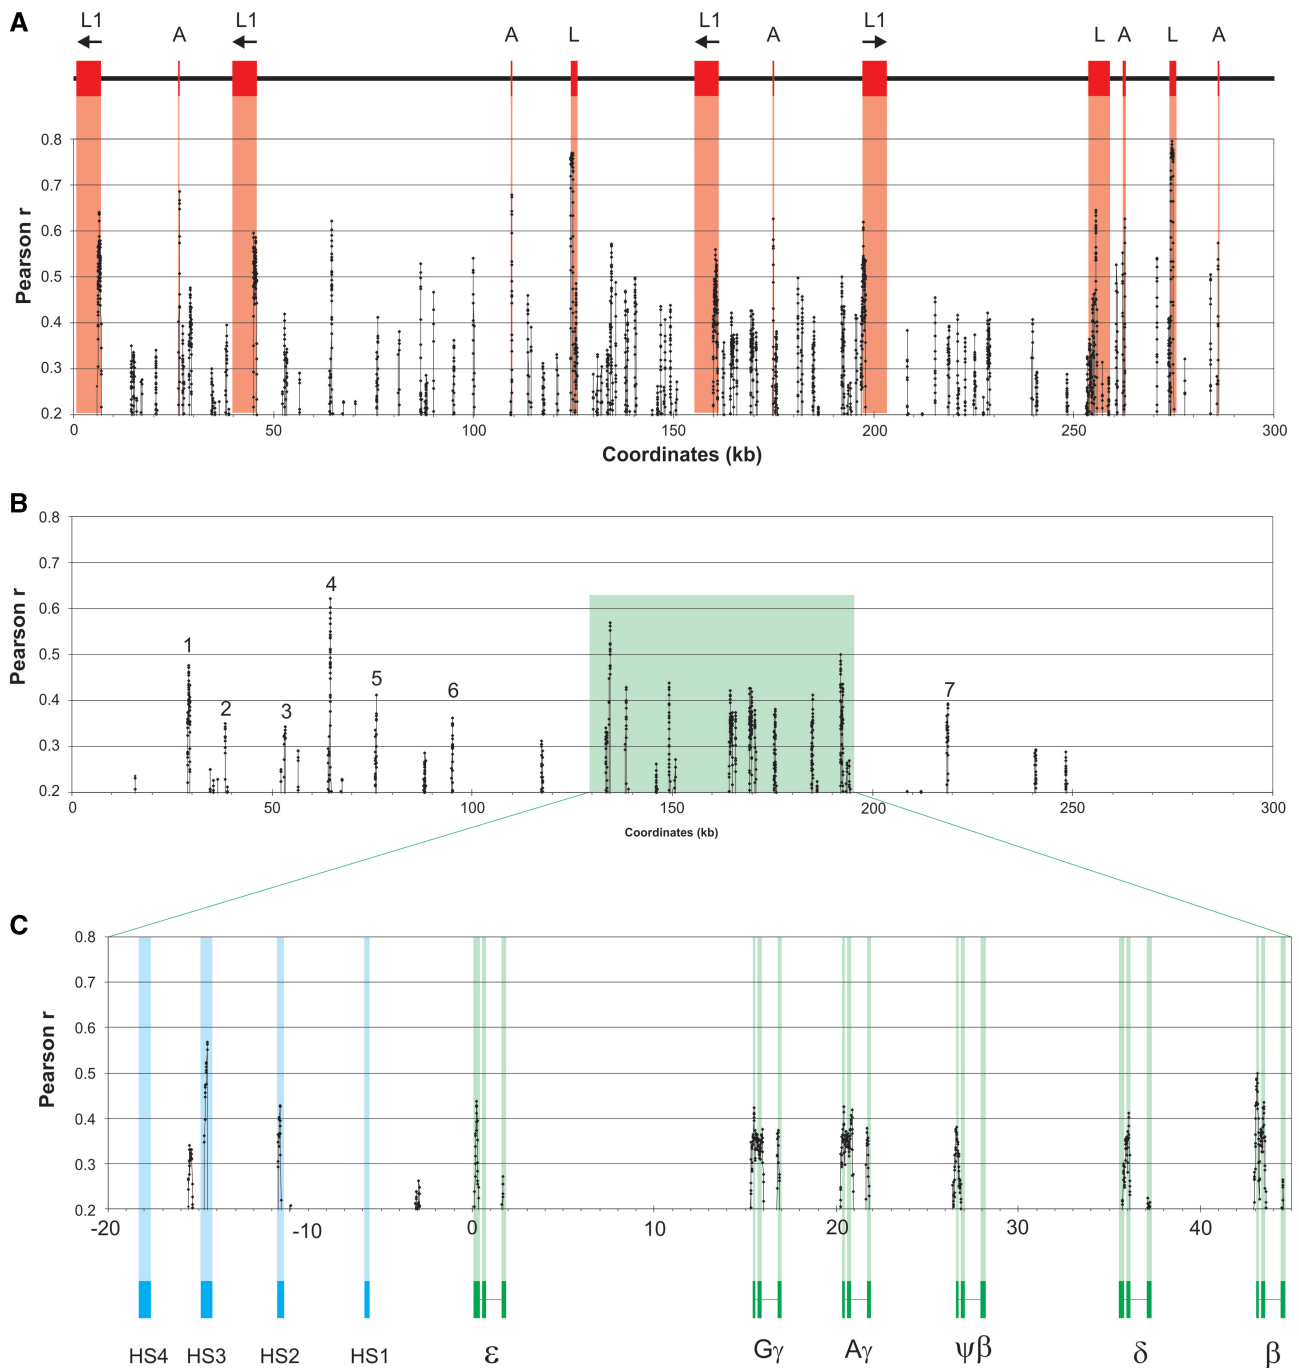 A
L1 A L1 A L L1 A L1 L A L A
0.8
0.7
0.6
0.5
0.4
0.3
0.2
Pearson r
0 50 100 150 200 250 300
Coordinates (kb)
B
0.8
0.7
0.6
0.5
0.4
0.3
0.2
Pearson r
1 2 3 4 5 6 7
0 50 100 150 200 250 300
Coordinates (kb)
C
0.8
0.7
0.6
0.5
0.4
0.3
0.2
Pearson r
-20 -10 0 10 20 30 40
HS4 HS3 HS2 HS1 ε Gγ Aγ ψβ δ β